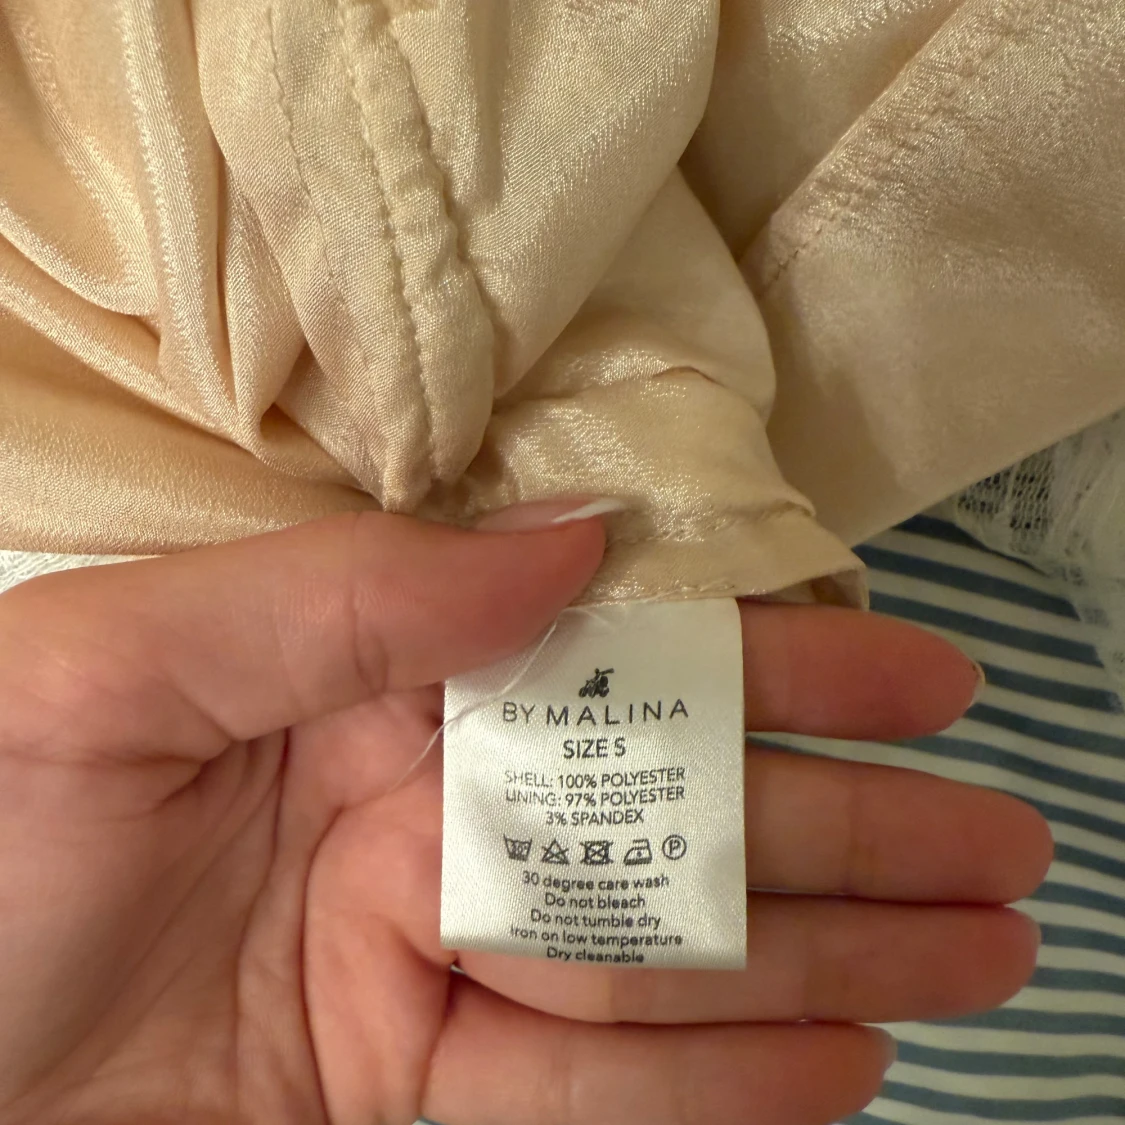 BY MALINA
SIZE S
SHELL: 100% POLYESTER
LINING: 97% POLYESTER
3% SPANDEX
30 P
30 degree care wash
Do not bleach
Do not tumble dry
Iron on low temperature
Dry cleanable